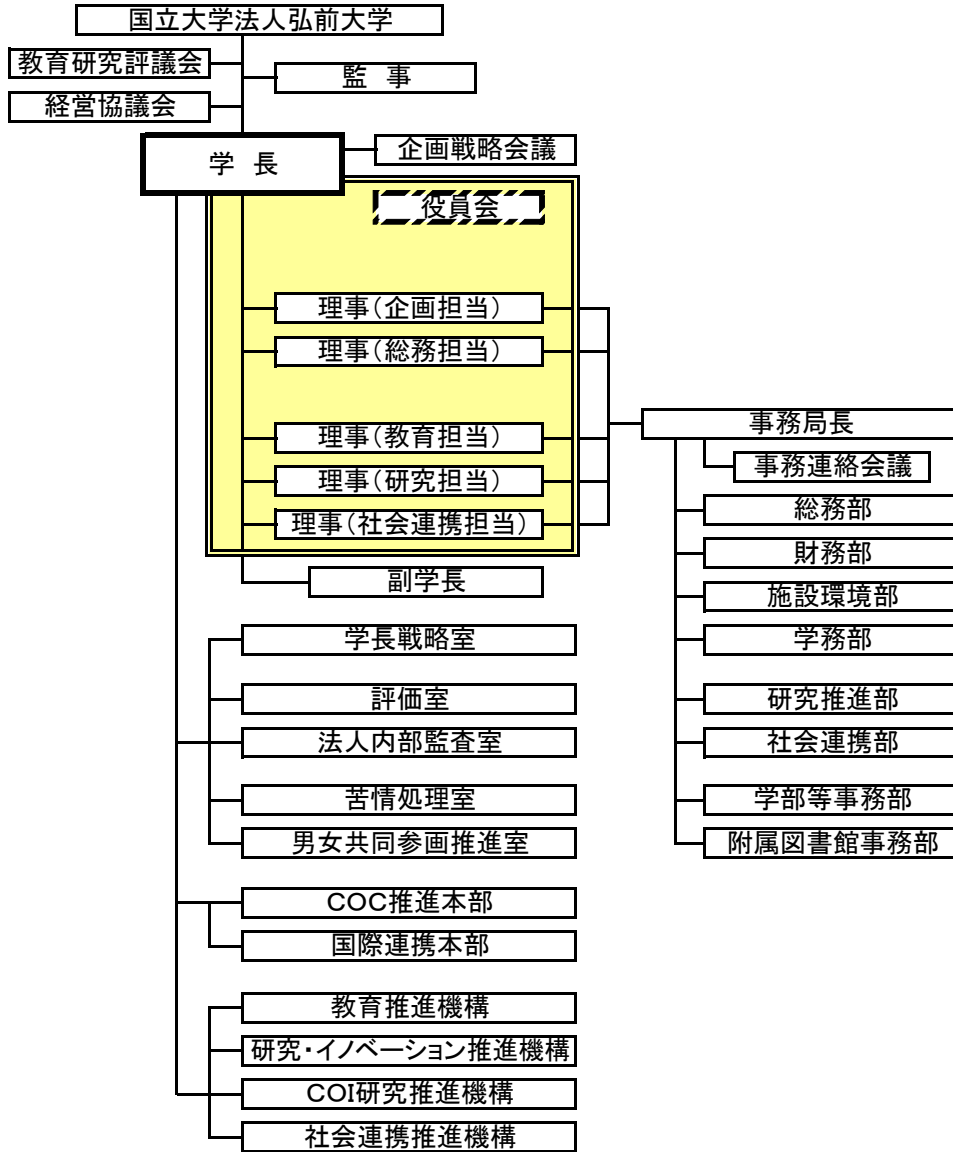 国立大学法人弘前大学
教育研究評議会
監 事
経営協議会
学 長
企画戦略会議
役員会
理事(企画担当)
理事(総務担当)
理事(教育担当)
理事(研究担当)
理事(社会連携担当)
副学長
学長戦略室
評価室
法人内部監査室
苦情処理室
男女共同参画推進室
COC推進本部
国際連携本部
教育推進機構
研究・イノベーション推進機構
COI研究推進機構
社会連携推進機構
事務局長
事務連絡会議
総務部
財務部
施設環境部
学務部
研究推進部
社会連携部
学部等事務部
附属図書館事務部